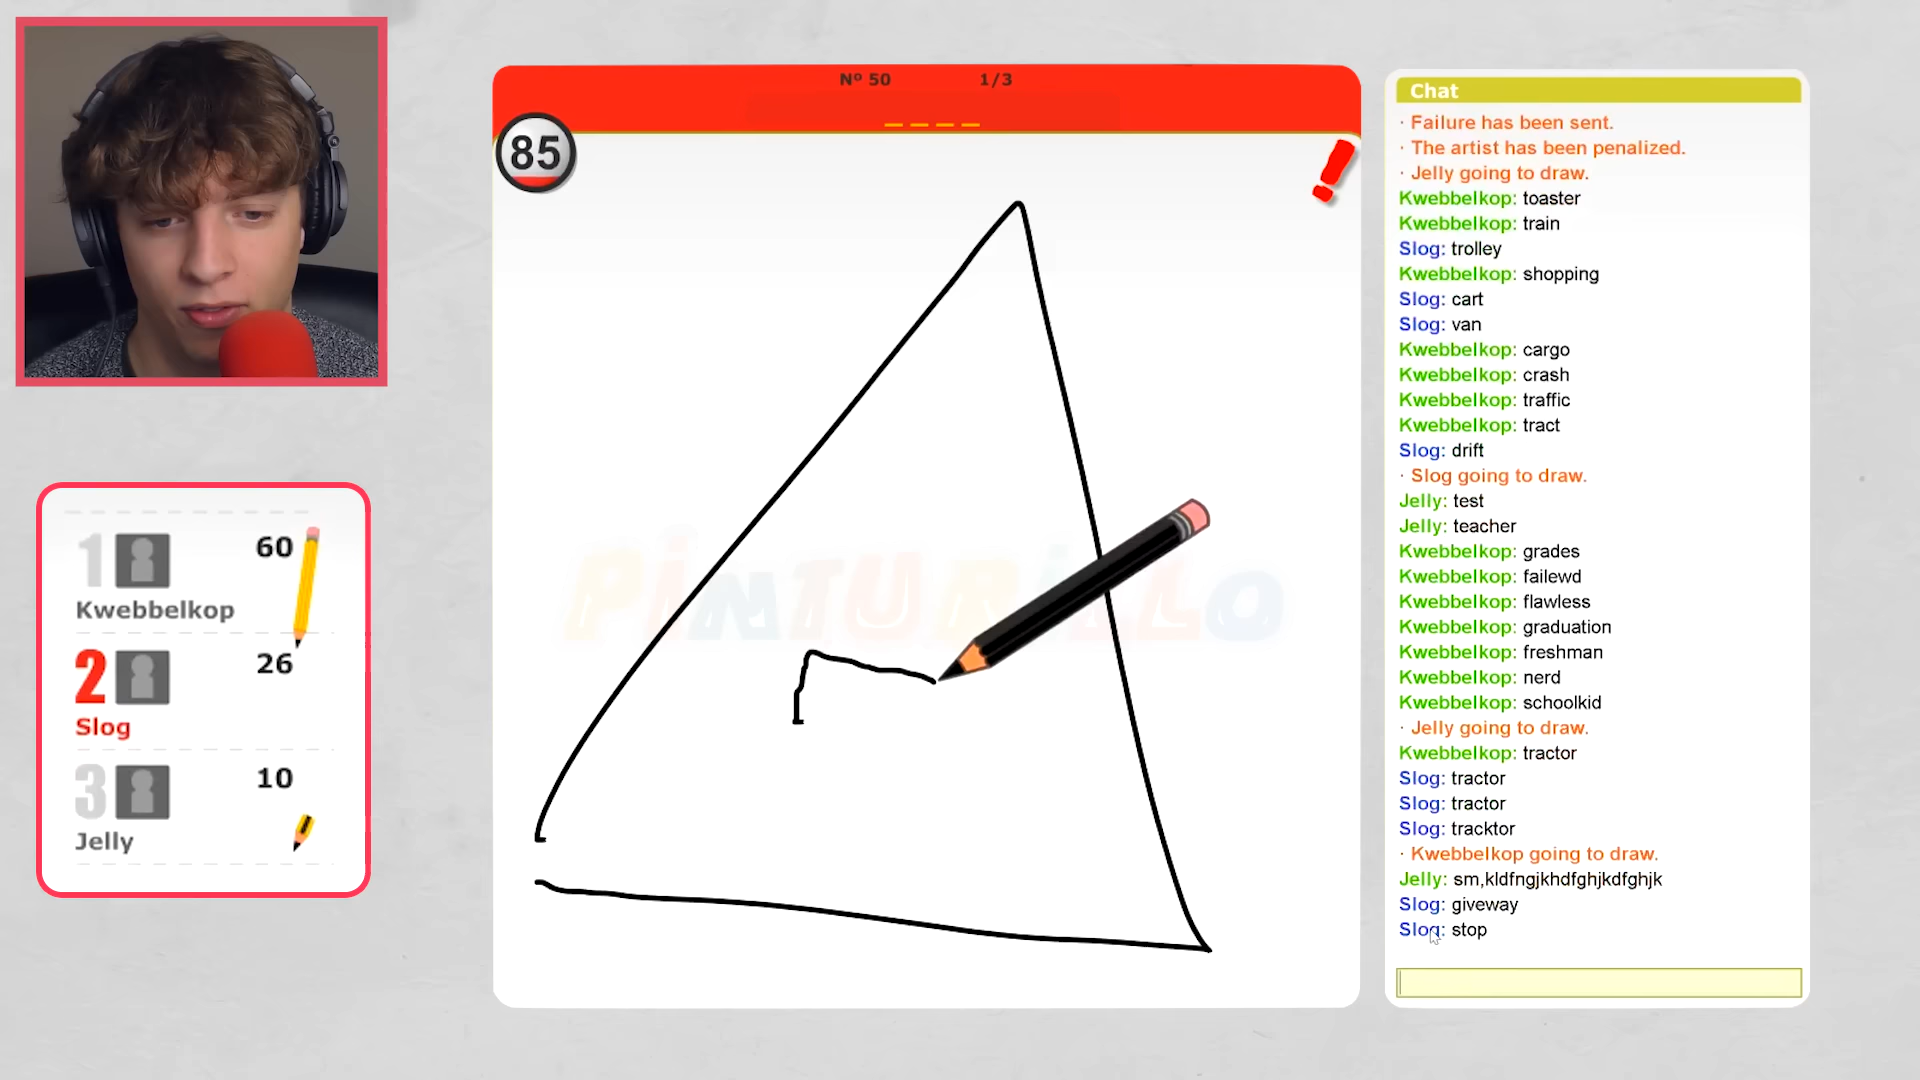 Nº 50 1/3
85
PINTURILLO
1
60
Kwebbelkop
2
26
Slog
3
10
Jelly
Chat
· Failure has been sent.
· The artist has been penalized.
· Jelly going to draw.
Kwebbelkop: toaster
Kwebbelkop: train
Slog: trolley
Kwebbelkop: shopping
Slog: cart
Slog: van
Kwebbelkop: cargo
Kwebbelkop: crash
Kwebbelkop: traffic
Kwebbelkop: tract
Slog: drift
· Slog going to draw.
Jelly: test
Jelly: teacher
Kwebbelkop: grades
Kwebbelkop: failewd
Kwebbelkop: flawless
Kwebbelkop: graduation
Kwebbelkop: freshman
Kwebbelkop: nerd
Kwebbelkop: schoolkid
· Jelly going to draw.
Kwebbelkop: tractor
Slog: tractor
Slog: tractor
Slog: tracktor
· Kwebbelkop going to draw.
Jelly: sm,kldfngjkhdfghjkdfghjk
Slog: giveway
Slog: stop